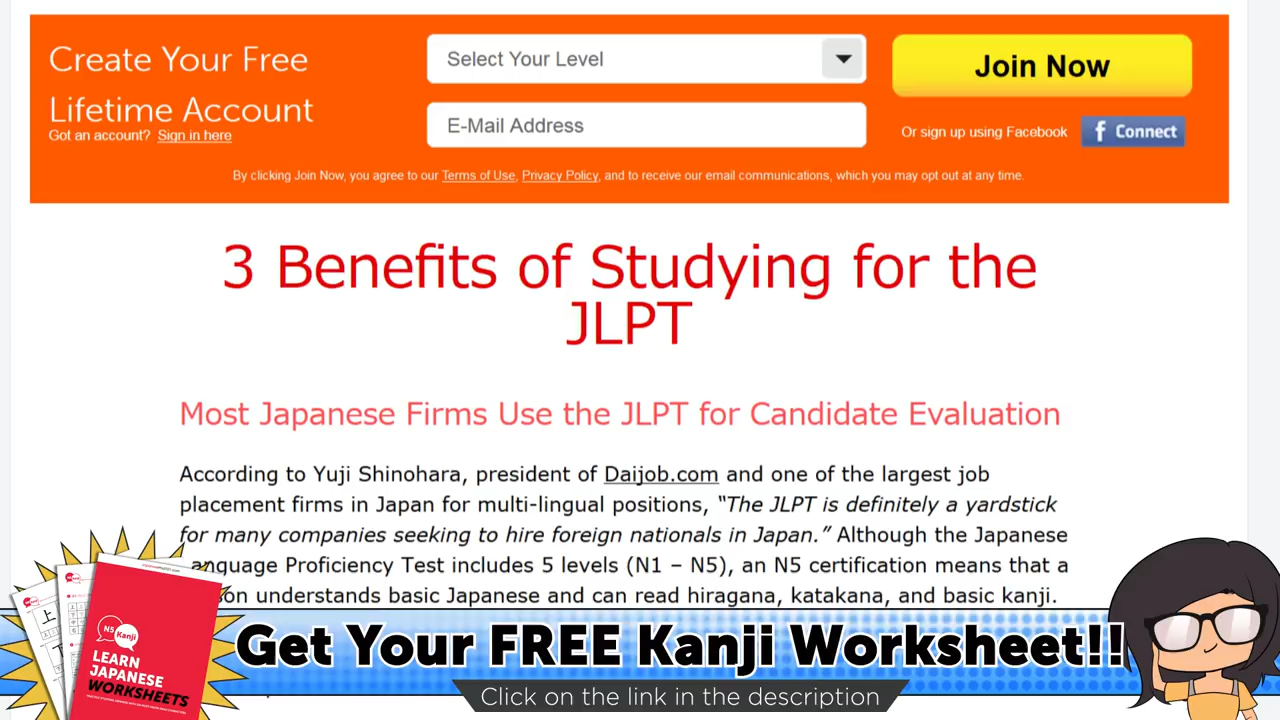 Create Your Free
Lifetime Account
Got an account? Sign in here
Select Your Level
E-Mail Address
Join Now
Or sign up using Facebook
f Connect
By clicking Join Now, you agree to our Terms of Use, Privacy Policy, and to receive our email communications, which you may opt out at any time.
3 Benefits of Studying for the
JLPT
Most Japanese Firms Use the JLPT for Candidate Evaluation
According to Yuji Shinohara, president of Daijob.com and one of the largest job
placement firms in Japan for multi-lingual positions, “The JLPT is definitely a yardstick
for many companies seeking to hire foreign nationals in Japan.” Although the Japanese
anguage Proficiency Test includes 5 levels (N1 – N5), an N5 certification means that a
on understands basic Japanese and can read hiragana, katakana, and basic kanji.
上
N5 Kanji
LEARN
JAPANESE
WORKSHEETS
Get Your FREE Kanji Worksheet!!
Click on the link in the description